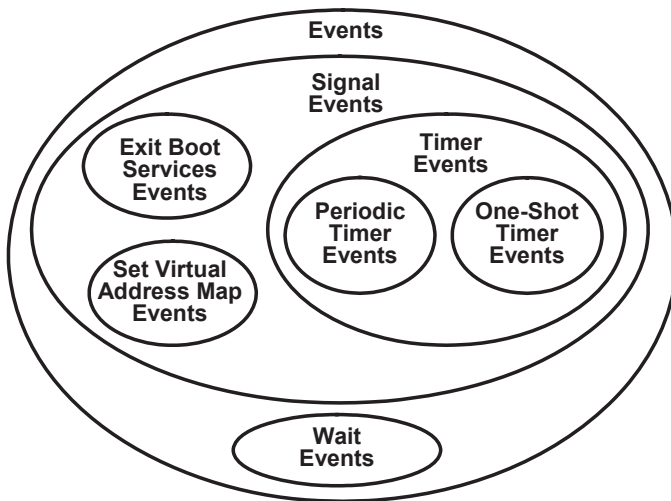 Events
Signal
Events
Exit Boot
Services
Events
Timer
Events
Periodic
Timer
Events
One-Shot
Timer
Events
Set Virtual
Address Map
Events
Wait
Events